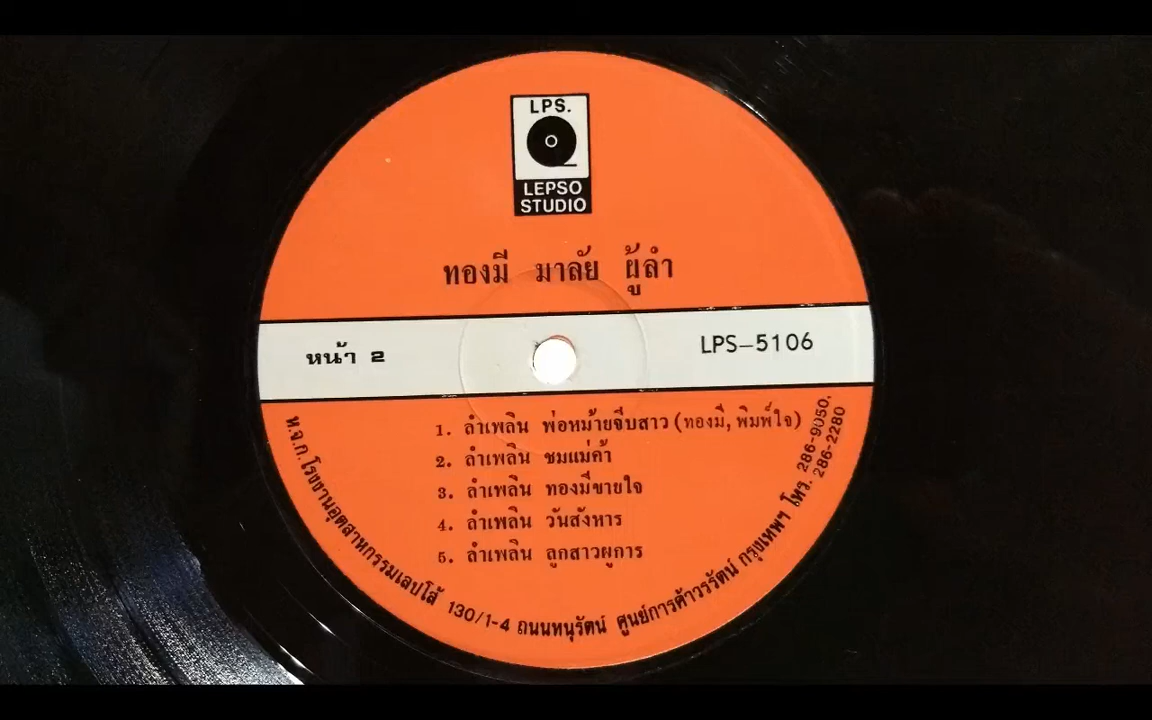 LPS.
LEPSO
STUDIO
ทองมี มาลัย ผู้ลำ
หน้า 2
LPS-5106
1. ลำเพลิน พ่อหม้ายจีบสาว (ทองมี, พิมพ์ใจ)
2. ลำเพลิน ชมแม่ค้า
3. ลำเพลิน ทองมีขายใจ
4. ลำเพลิน วันสังหาร
5. ลำเพลิน ลูกสาวผูการ
ห.จ.ก. โรงงานอุตสาหกรรมเลปโส้ 130/1-4 ถนนทนุรัตน์ ศูนย์การค้าวรรัตน์ กรุงเทพฯ โทร. 286-9050, 286-2280